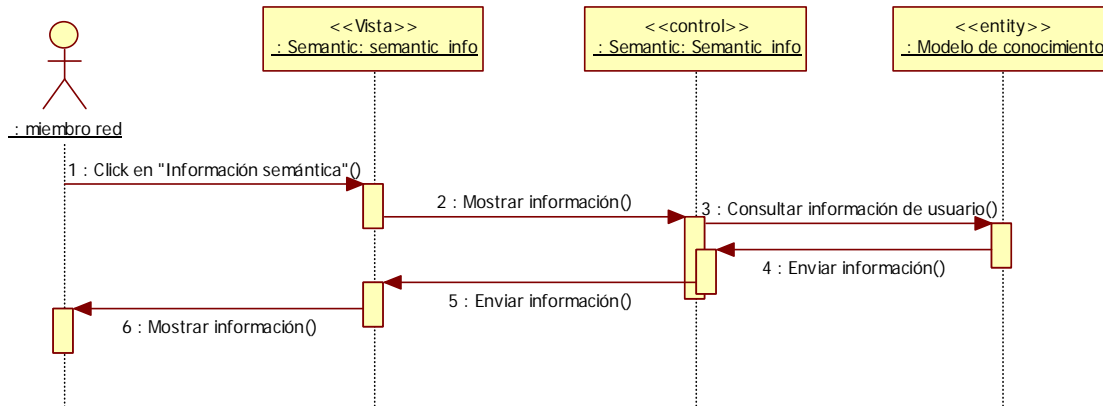 <<Vista>>
_: Semantic: semantic_info
<<control>>
_: Semantic: Semantic_info
<<entity>>
_: Modelo de conocimiento
_: miembro red
1 : Click en "Información semántica"()
2 : Mostrar información()
3 : Consultar información de usuario()
4 : Enviar información()
5 : Enviar información()
6 : Mostrar información()